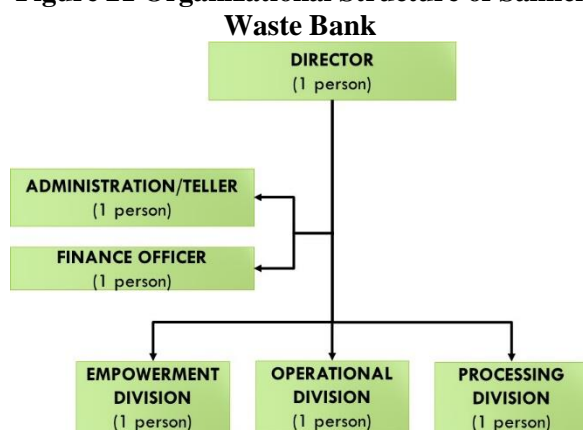 Waste Bank
DIRECTOR
(1 person)
ADMINISTRATION/TELLER
(1 person)
FINANCE OFFICER
(1 person)
EMPOWERMENT
DIVISION
(1 person)
OPERATIONAL
DIVISION
(1 person)
PROCESSING
DIVISION
(1 person)